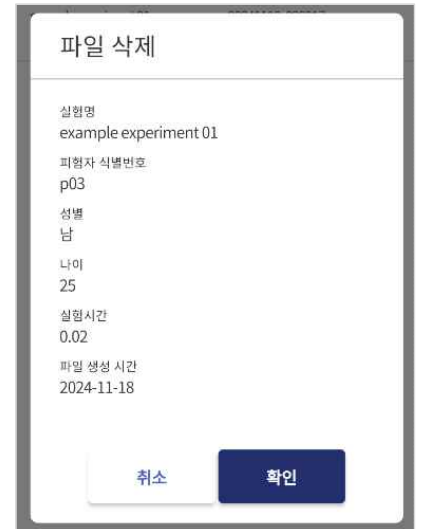 파일 삭제
실험명
example experiment 01
피험자 식별번호
p03
성별
남
나이
25
실험시간
0.02
파일 생성 시간
2024-11-18
취소
확인